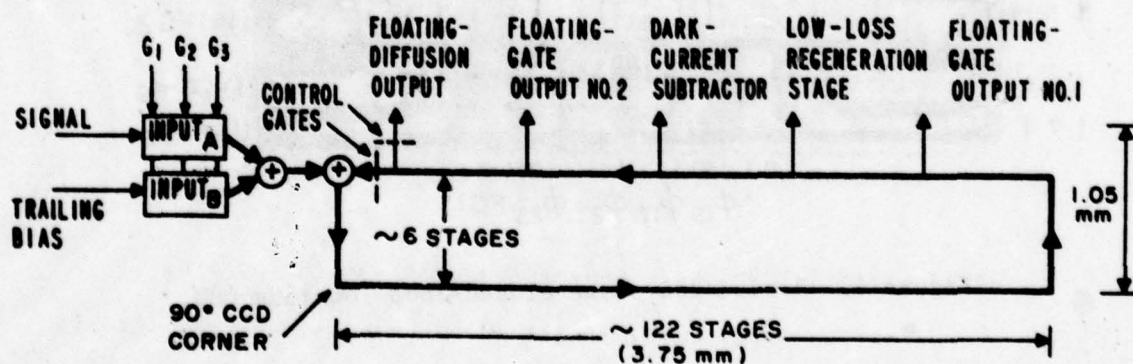 G1 G2 G3
SIGNAL
INPUT A
INPUT B
TRAILING
BIAS
CONTROL
GATES
FLOATING-
DIFFUSION
OUTPUT
FLOATING-
GATE
OUTPUT NO.2
DARK-
CURRENT
SUBTRACTOR
LOW-LOSS
REGENERATION
STAGE
FLOATING-
GATE
OUTPUT NO.1
+ +
~6 STAGES
1.05
mm
90° CCD
CORNER
~122 STAGES
(3.75 mm)